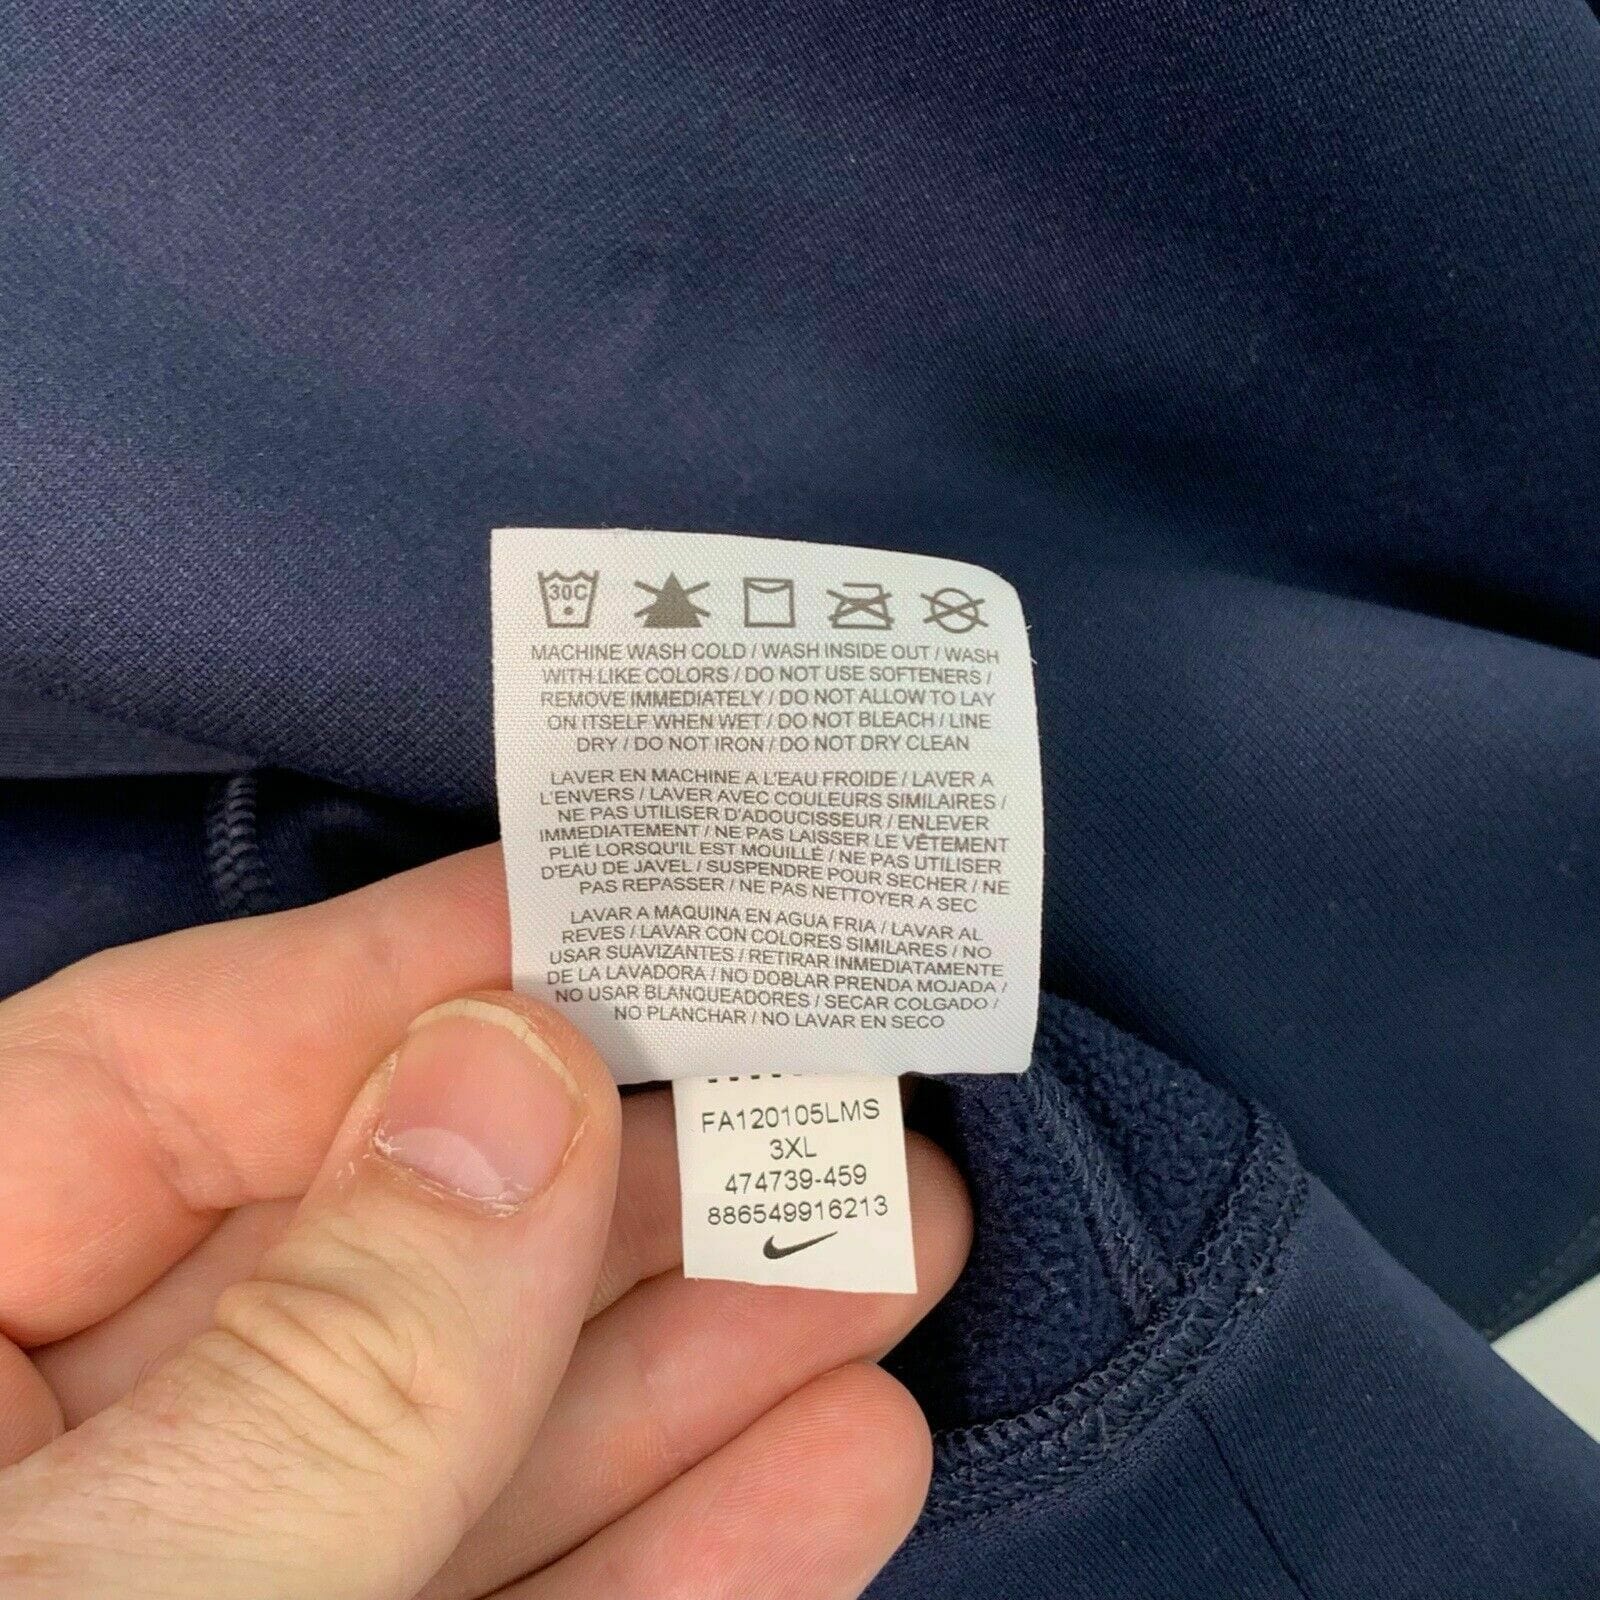 30C
MACHINE WASH COLD / WASH INSIDE OUT / WASH
WITH LIKE COLORS / DO NOT USE SOFTENERS /
REMOVE IMMEDIATELY / DO NOT ALLOW TO LAY
ON ITSELF WHEN WET / DO NOT BLEACH / LINE
DRY / DO NOT IRON / DO NOT DRY CLEAN
LAVER EN MACHINE A L'EAU FROIDE / LAVER A
L'ENVERS / LAVER AVEC COULEURS SIMILAIRES /
NE PAS UTILISER D'ADOUCISSEUR / ENLEVER
IMMEDIATEMENT / NE PAS LAISSER LE VÊTEMENT
PLIE LORSQU'IL EST MOUILLE / NE PAS UTILISER
D'EAU DE JAVEL / SUSPENDRE POUR SECHER / NE
PAS REPASSER / NE PAS NETTOYER A SEC
LAVAR A MAQUINA EN AGUA FRIA / LAVAR AL
REVES / LAVAR CON COLORES SIMILARES / NO
USAR SUAVIZANTES / RETIRAR INMEDIATAMENTE
DE LA LAVADORA / NO DOBLAR PRENDA MOJADA /
NO USAR BLANQUEADORES / SECAR COLGADO /
NO PLANCHAR / NO LAVAR EN SECO
FA120105LMS
3XL
474739-459
886549916213